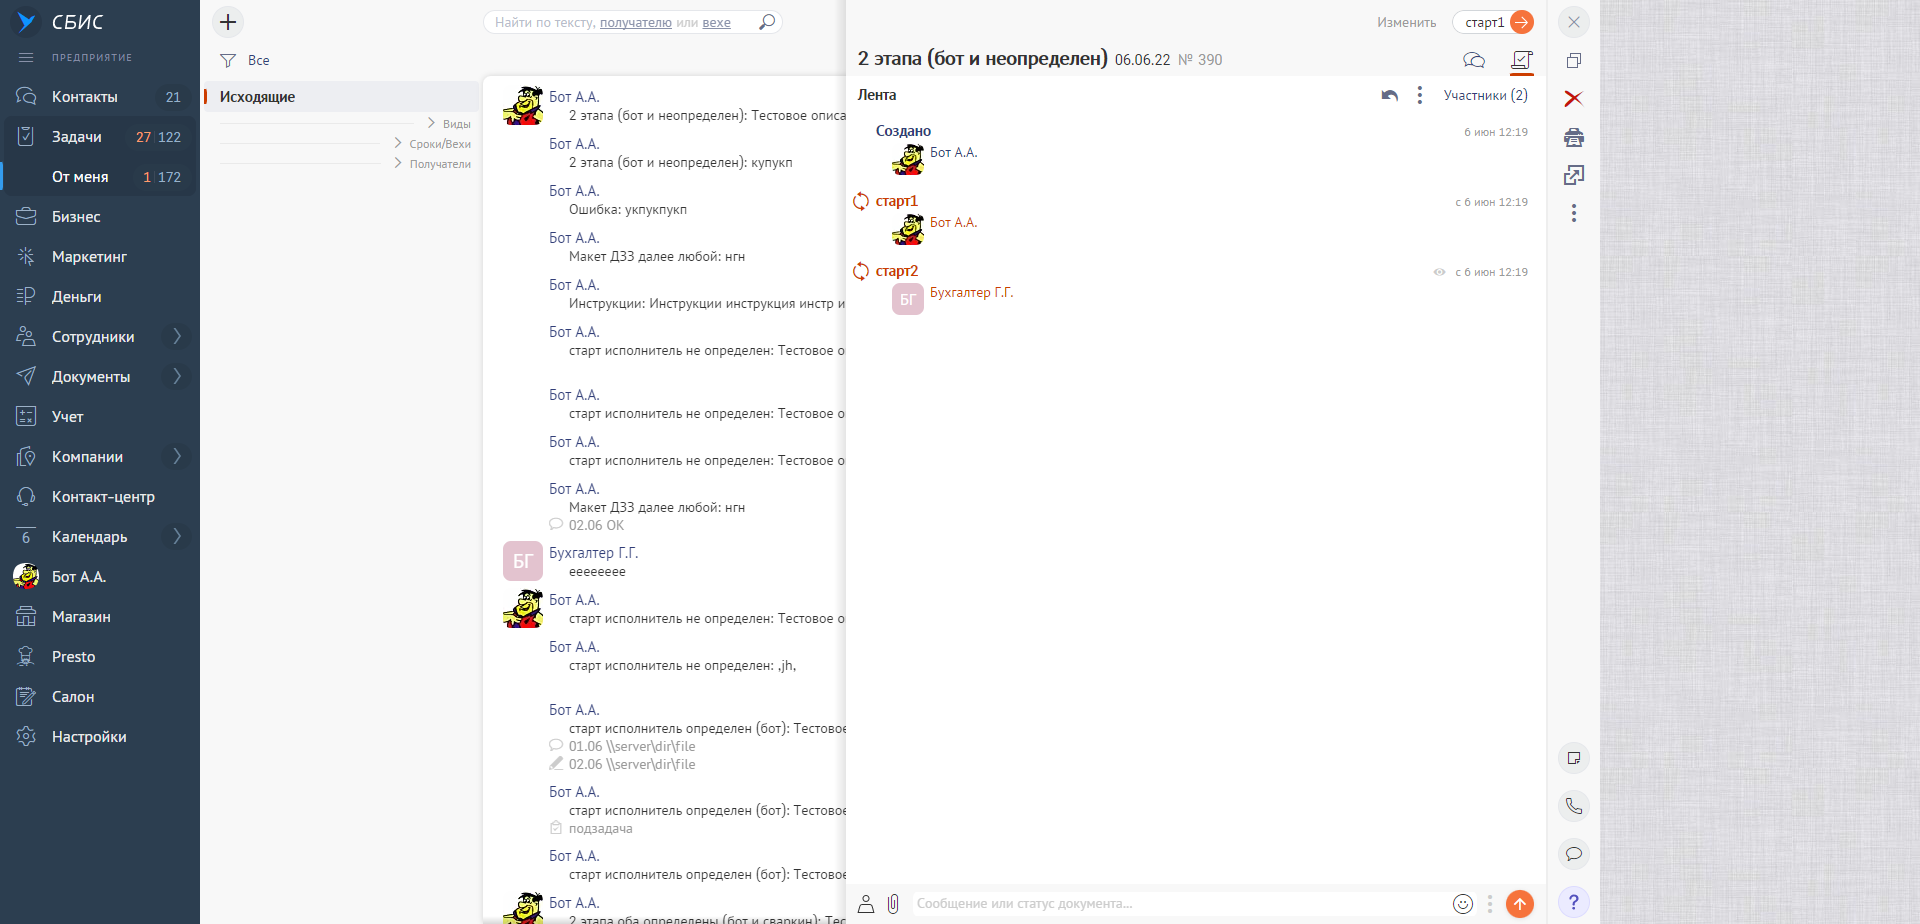 СБИС
ПРЕДПРИЯТИЕ
Контакты 21
Задачи 27 122
От меня 1 172
Бизнес
Маркетинг
Деньги
Сотрудники
Документы
Учет
Компании
Контакт-центр
6 Календарь
Бот А.А.
Магазин
Presto
Салон
Настройки
Найти по тексту, получателю или вехе
Все
Исходящие
Виды
Сроки/Вехи
Получатели
Бот А.А.
2 этапа (бот и неопределен): Тестовое описа
Бот А.А.
2 этапа (бот и неопределен): купукп
Бот А.А.
Ошибка: укпукпукп
Бот А.А.
Макет ДЗЗ далее любой: нгн
Бот А.А.
Инструкции: Инструкции инструкция инстр и
Бот А.А.
старт исполнитель не определен: Тестовое о
Бот А.А.
старт исполнитель не определен: Тестовое о
Бот А.А.
старт исполнитель не определен: Тестовое о
Бот А.А.
Макет ДЗЗ далее любой: нгн
02.06 ОК
БГ Бухгалтер Г.Г.
ееееееее
Бот А.А.
старт исполнитель не определен: Тестовое о
Бот А.А.
старт исполнитель не определен: ,jh,
Бот А.А.
старт исполнитель определен (бот): Тестовое
01.06 \\server\dir\file
02.06 \\server\dir\file
Бот А.А.
старт исполнитель определен (бот): Тестовое
подзадача
Бот А.А.
старт исполнитель определен (бот): Тестовое
Бот А.А.
2 этапа оба определены (бот и сваркин): Тес
Изменить старт1
2 этапа (бот и неопределен) 06.06.22 № 390
Лента Участники (2)
Создано 6 июн 12:19
Бот А.А.
старт1 с 6 июн 12:19
Бот А.А.
старт2 с 6 июн 12:19
БГ Бухгалтер Г.Г.
Сообщение или статус документа...
?